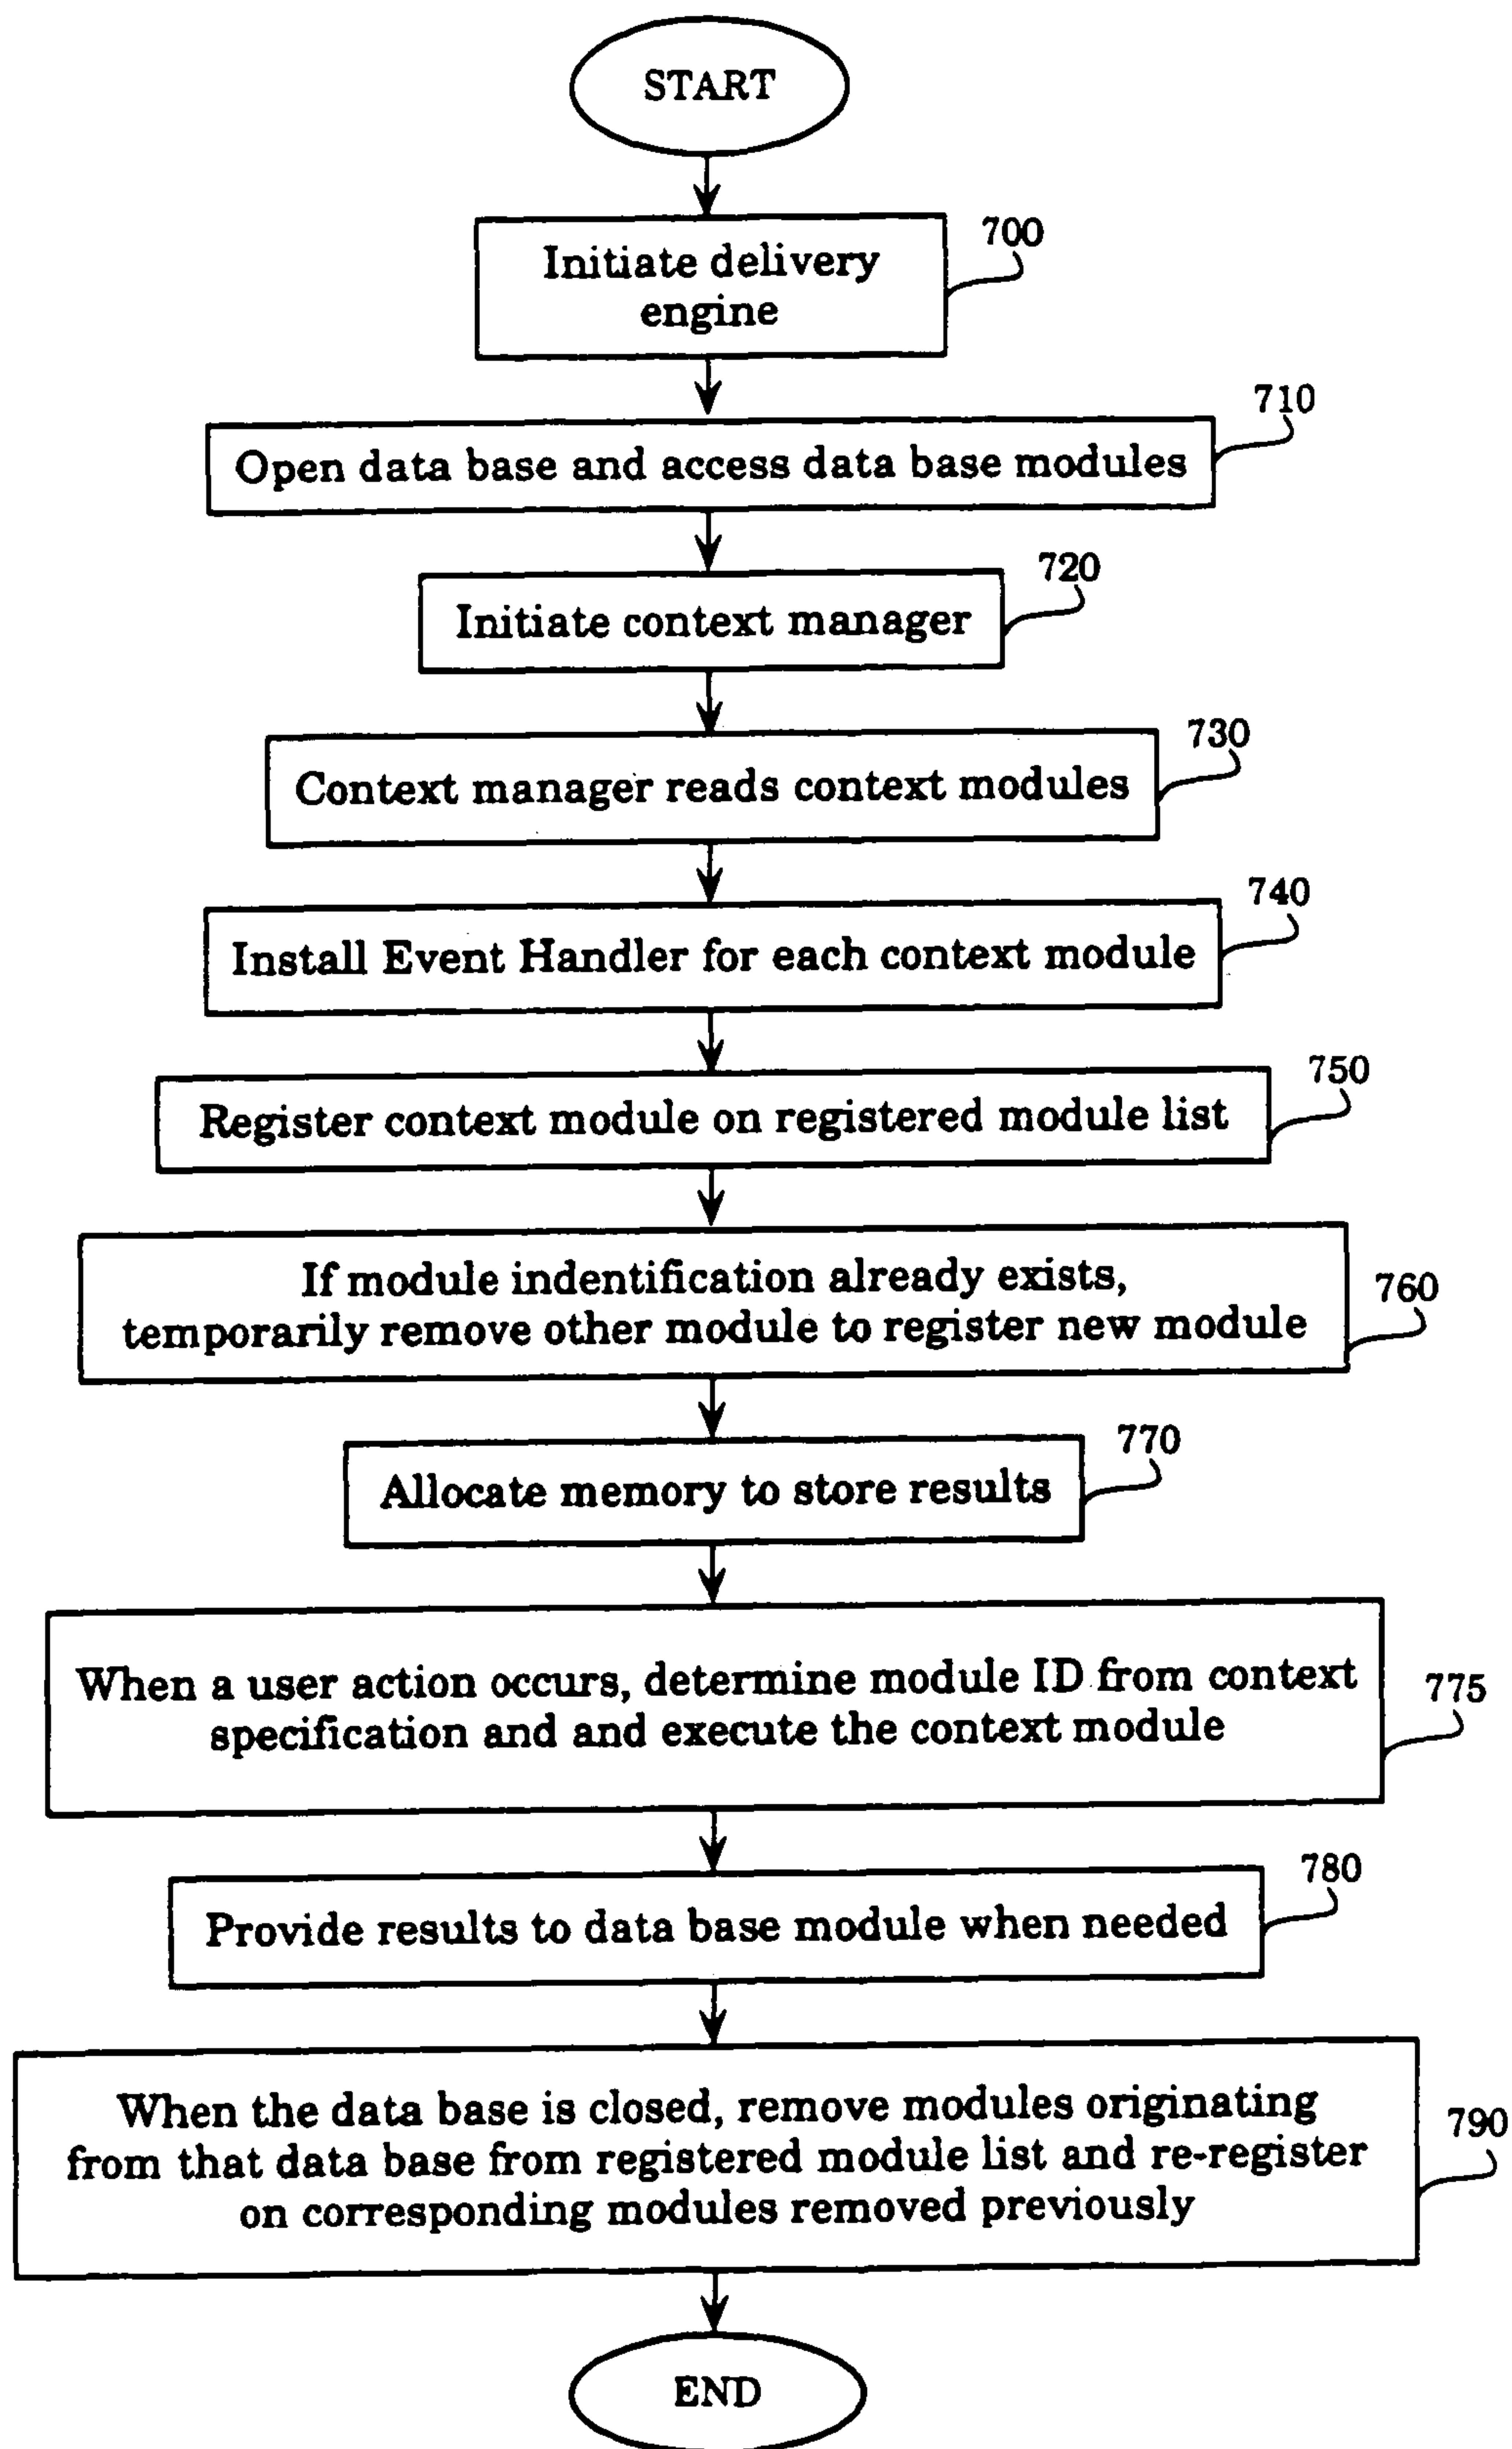 START
700
Initiate delivery
engine
710
Open data base and access data base modules
720
Initiate context manager
730
Context manager reads context modules
740
Install Event Handler for each context module
750
Register context module on registered module list
If module indentification already exists,
760
temporarily remove other module to register new module
770
Allocate memory to store results
When a user action occurs, determine module ID from context
775
specification and and execute the context module
780
Provide results to data base module when needed
When the data base is closed, remove modules originating
790
from that data base from registered module list and re-register
on corresponding modules removed previously
END